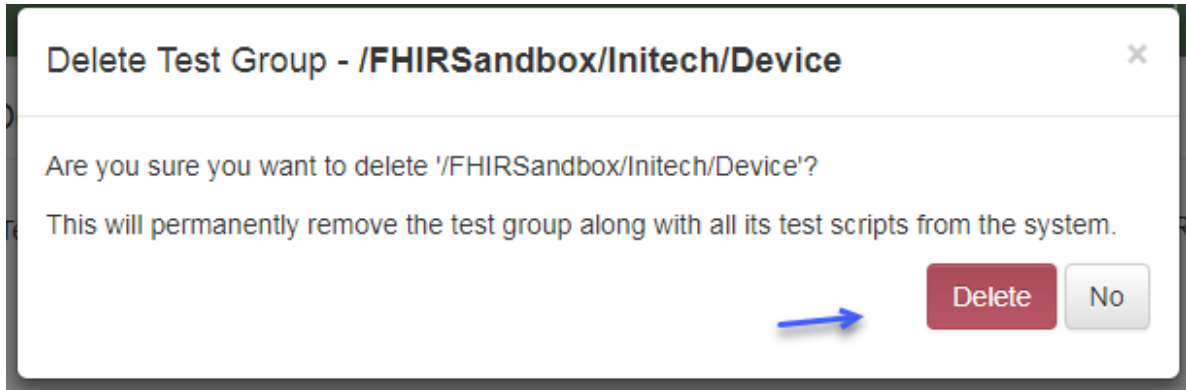 Delete Test Group - /FHIRSandbox/Initech/Device
×
Are you sure you want to delete '/FHIRSandbox/Initech/Device'?
This will permanently remove the test group along with all its test scripts from the system.
Delete
No